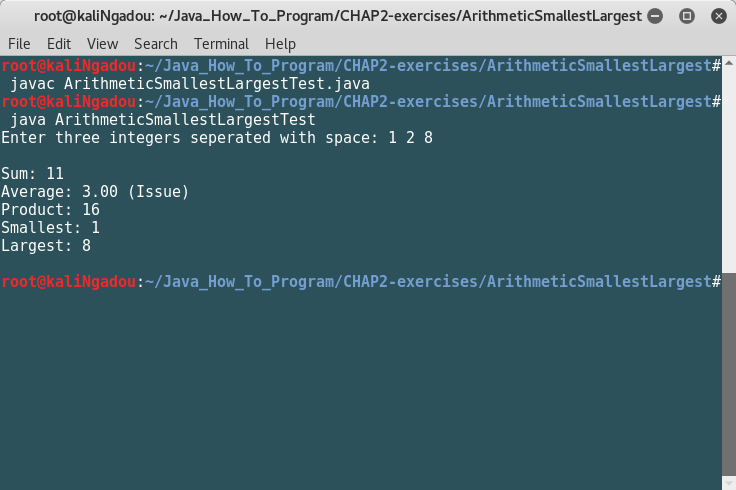 root@kaliNgadou: ~/Java_How_To_Program/CHAP2-exercises/ArithmeticSmallestLargest
File Edit View Search Terminal Help
root@kaliNgadou:~/Java_How_To_Program/CHAP2-exercises/ArithmeticSmallestLargest#
javac ArithmeticSmallestLargestTest.java
root@kaliNgadou:~/Java_How_To_Program/CHAP2-exercises/ArithmeticSmallestLargest#
java ArithmeticSmallestLargestTest
Enter three integers seperated with space: 1 2 8
Sum: 11
Average: 3.00 (Issue)
Product: 16
Smallest: 1
Largest: 8
root@kaliNgadou:~/Java_How_To_Program/CHAP2-exercises/ArithmeticSmallestLargest#